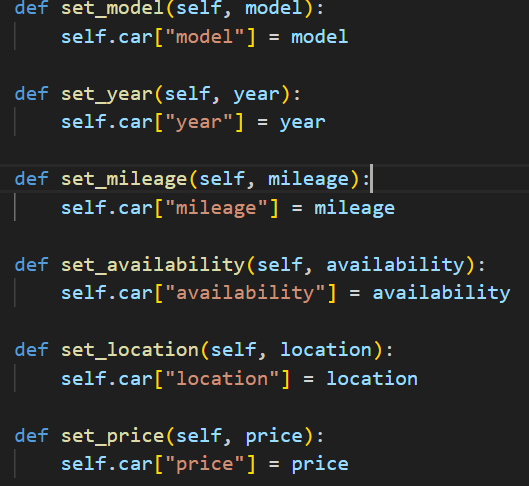 def set_model(self, model):
    self.car["model"] = model
def set_year(self, year):
    self.car["year"] = year
def set_mileage(self, mileage):
    self.car["mileage"] = mileage
def set_availability(self, availability):
    self.car["availability"] = availability
def set_location(self, location):
    self.car["location"] = location
def set_price(self, price):
    self.car["price"] = price